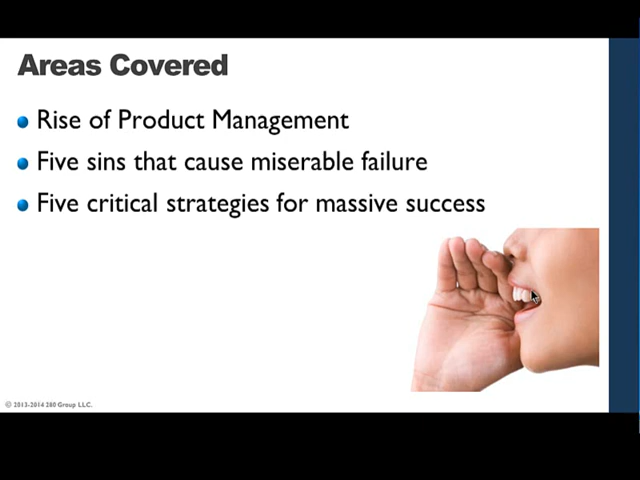 Areas Covered
Rise of Product Management
Five sins that cause miserable failure
Five critical strategies for massive success
© 2013-2014 280 Group LLC.